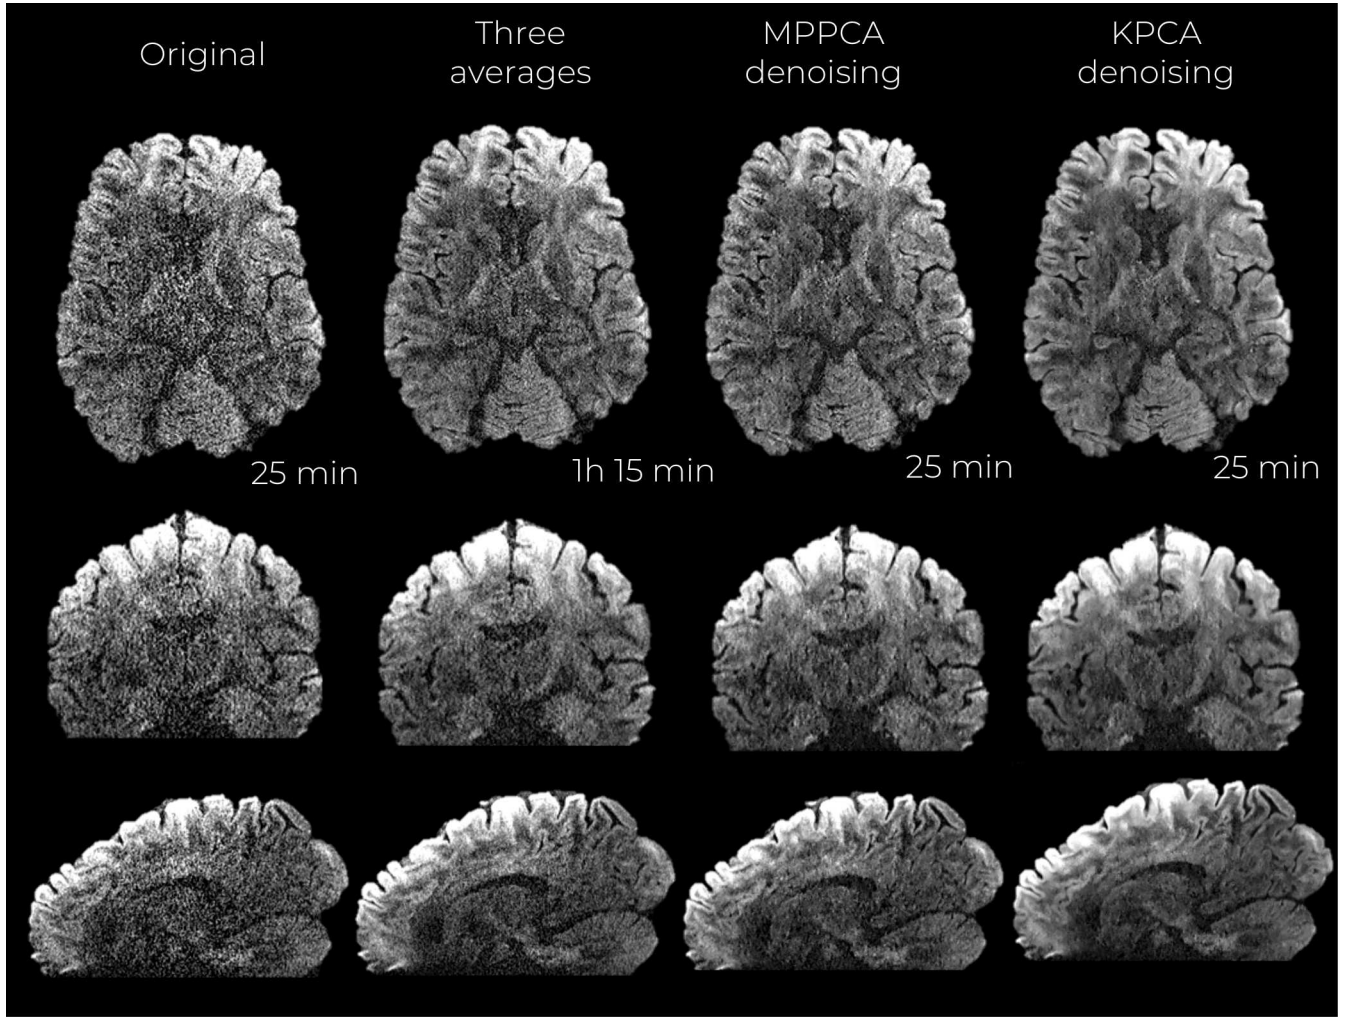 Original
Three
averages
MPPCA
denoising
KPCA
denoising
25 min
1h 15 min
25 min
25 min